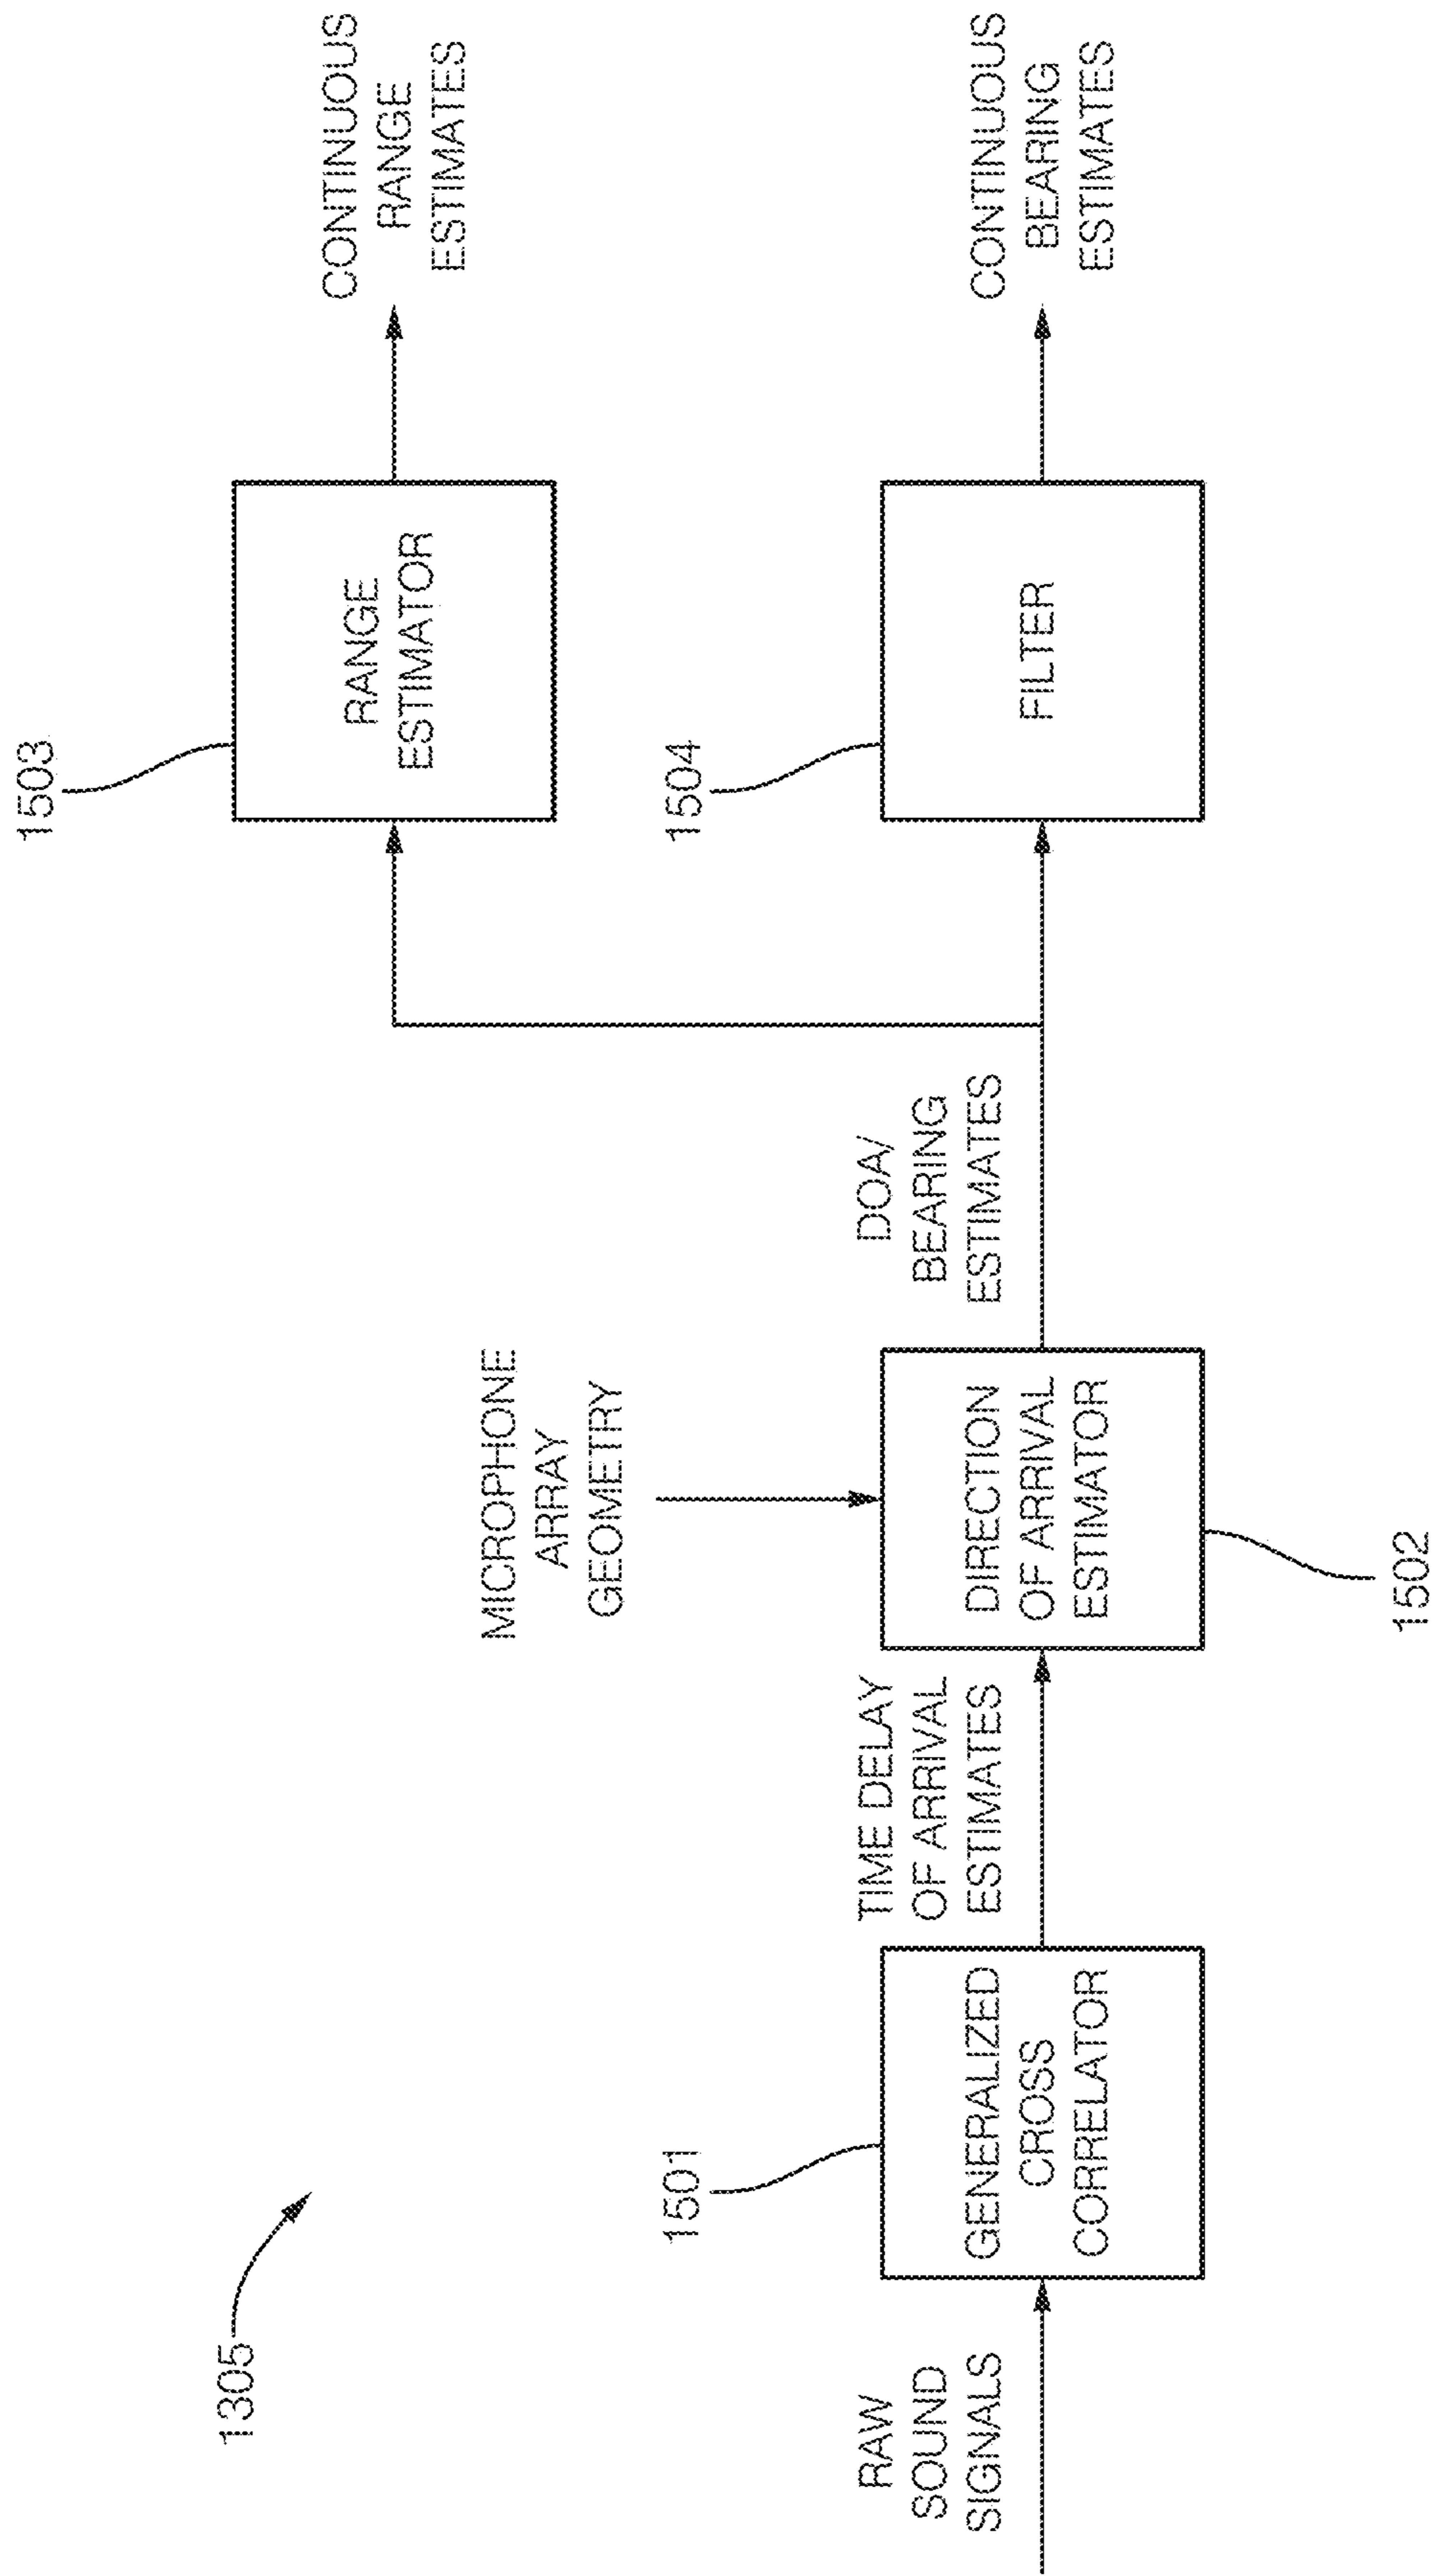 1305
RAW
SOUND
SIGNALS
1501
GENERALIZED
CROSS
CORRELATOR
TIME DELAY
OF ARRIVAL
ESTIMATES
MICROPHONE
ARRAY
GEOMETRY
DIRECTION
OF ARRIVAL
ESTIMATOR
1502
DOA/
BEARING
ESTIMATES
1503
RANGE
ESTIMATOR
CONTINUOUS
RANGE
ESTIMATES
1504
FILTER
CONTINUOUS
BEARING
ESTIMATES